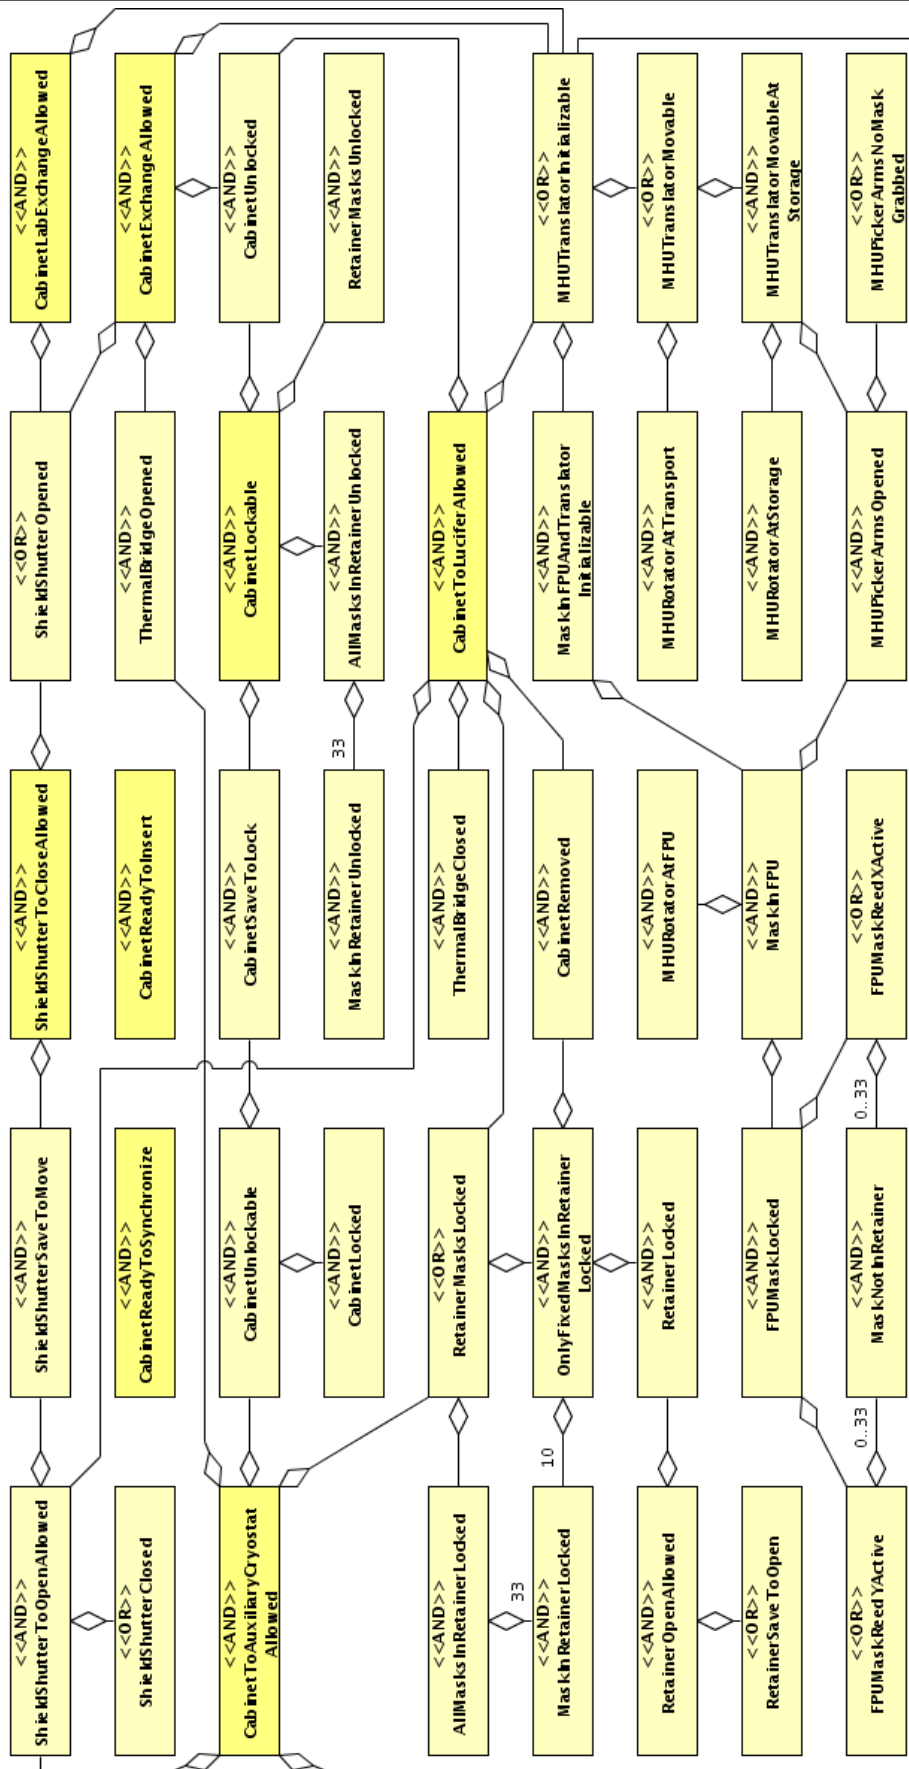 <<AND>>
CabinetLabExchangeAllowed
<<AND>>
CabinetExchangeAllowed
<<AND>>
CabinetUnlocked
<<AND>>
RetainerMasksUnlocked
<<OR>>
MHUTranslatorInitializable
<<OR>>
MHUTranslatorMovable
<<AND>>
MHUTranslatorMovableAt
Storage
<<AND>>
MHUPickerArmsNoMask
Grabbed
<<OR>>
ShieldShutterOpened
<<AND>>
ThermalBridgeOpened
<<AND>>
CabinetLockable
<<AND>>
AllMasksInRetainerUnlocked
<<AND>>
CabinetToLuciferAllowed
<<AND>>
MaskInFPUAndTranslator
Initializable
<<AND>>
MHURotatorAtTransport
<<AND>>
MHURotatorAtStorage
<<AND>>
MHUPickerArmsOpened
33
<<AND>>
ShieldShutterToCloseAllowed
<<AND>>
CabinetReadyToInsert
<<AND>>
CabinetSaveToLock
<<AND>>
MaskInRetainerUnlocked
<<AND>>
ThermalBridgeClosed
<<AND>>
CabinetRemoved
<<AND>>
MHURotatorAtFPU
<<AND>>
MaskInFPU
<<OR>>
FPUMaskReedXActive
0..33
<<AND>>
ShieldShutterSaveToMove
<<AND>>
CabinetReadyToSynchronize
<<AND>>
CabinetUnlockable
<<AND>>
CabinetLocked
<<OR>>
RetainerMasksLocked
<<AND>>
OnlyFixedMasksInRetainer
Locked
<<AND>>
RetainerLocked
<<AND>>
FPUMaskLocked
<<AND>>
MaskNotInRetainer
10
0..33
<<AND>>
ShieldShutterToOpenAllowed
<<OR>>
ShieldShutterClosed
<<AND>>
CabinetToAuxiliaryCryostat
Allowed
<<AND>>
AllMasksInRetainerLocked
33
<<AND>>
MaskInRetainerLocked
<<AND>>
RetainerOpenAllowed
<<OR>>
RetainerSaveToOpen
<<OR>>
FPUMaskReedYActive